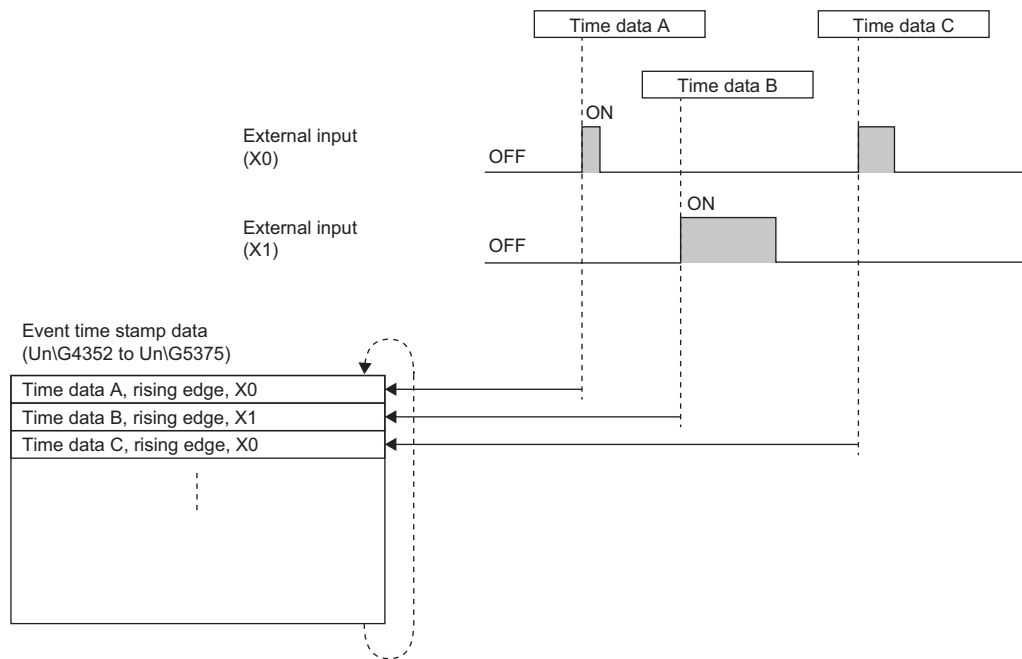 Time data A
Time data C
Time data B
ON
External input
(X0)
OFF
ON
External input
(X1)
OFF
Event time stamp data
(Un\G4352 to Un\G5375)
Time data A, rising edge, X0
Time data B, rising edge, X1
Time data C, rising edge, X0